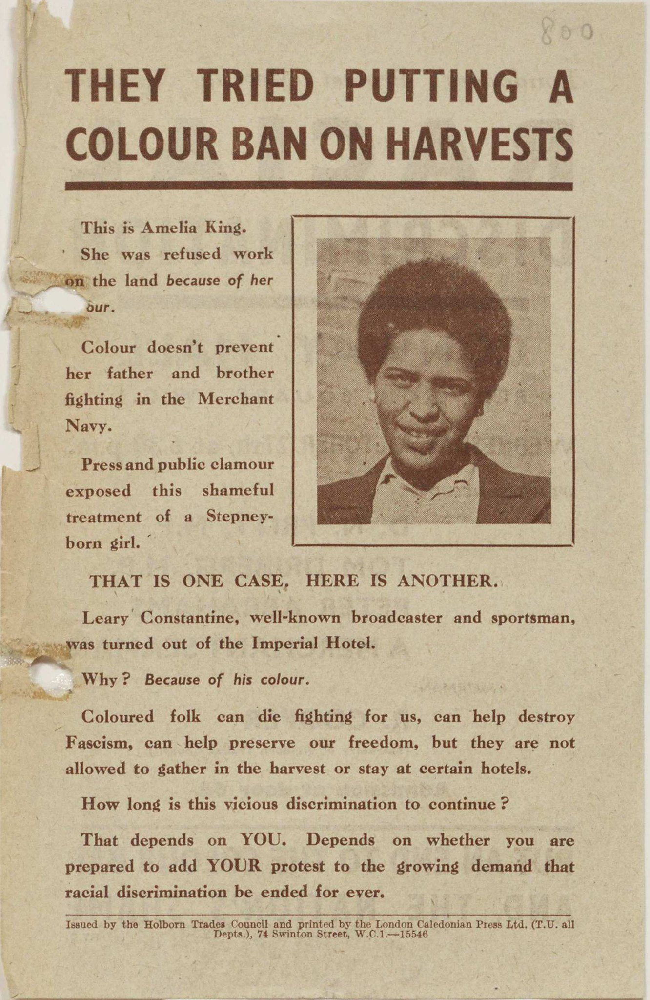 800
THEY TRIED PUTTING A
COLOUR BAN ON HARVESTS
This is Amelia King.
She was refused work
on the land because of her
our.
Colour doesn't prevent
her father and brother
fighting in the Merchant
Navy.
Press and public clamour
exposed this shameful
treatment of a Stepney-
born girl.
THAT IS ONE CASE. HERE IS ANOTHER.
Leary Constantine, well-known broadcaster and sportsman,
was turned out of the Imperial Hotel.
Why? Because of his colour.
Coloured folk can die fighting for us, can help destroy
Fascism, can help preserve our freedom, but they are not
allowed to gather in the harvest or stay at certain hotels.
How long is this vicious discrimination to continue?
That depends on YOU. Depends on whether you are
prepared to add YOUR protest to the growing demand that
racial discrimination be ended for ever.
Issued by the Holborn Trades Council and printed by the London Caledonian Press Ltd. (T.U. all
Depts.), 74 Swinton Street, W.C.1.—15546